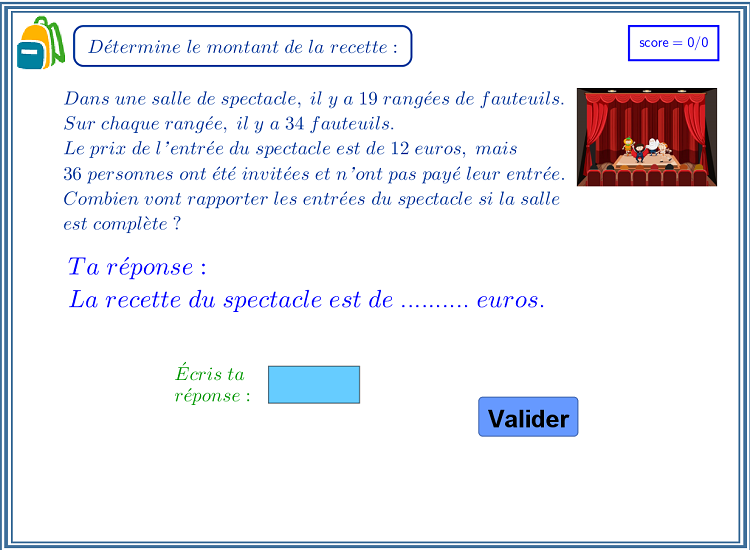 Détermine le montant de la recette :
score = 0/0
Dans une salle de spectacle, il y a 19 rangées de fauteuils.
Sur chaque rangée, il y a 34 fauteuils.
Le prix de l'entrée du spectacle est de 12 euros, mais
36 personnes ont été invitées et n'ont pas payé leur entrée.
Combien vont rapporter les entrées du spectacle si la salle
est complète ?
Ta réponse :
La recette du spectacle est de .......... euros.
Écris ta
réponse :
Valider